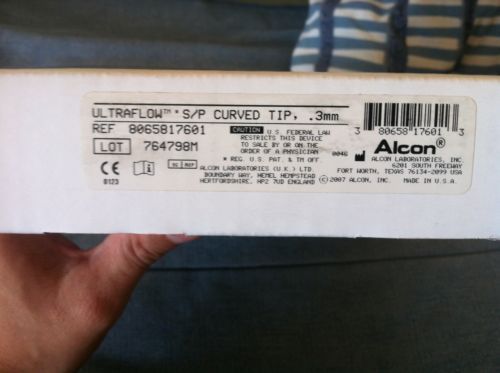 ULTRAFLOW™* S/P CURVED TIP, .3mm
REF 8065817601
LOT 764798M
CAUTION U.S. FEDERAL LAW
RESTRICTS THIS DEVICE
TO SALE BY OR ON THE
ORDER OF A PHYSICIAN
* REG. U.S. PAT. & TM OFF.
0048
3 80658 17601 3
Alcon®
ALCON LABORATORIES, INC.
6201 SOUTH FREEWAY
FORT WORTH, TEXAS 76134-2099 USA
CE
0123
EC REP
ALCON LABORATORIES (U.K.) LTD.
BOUNDARY WAY, HEMEL HEMPSTEAD
HERTFORDSHIRE, HP2 7UD ENGLAND
©2007 ALCON, INC. MADE IN U.S.A.